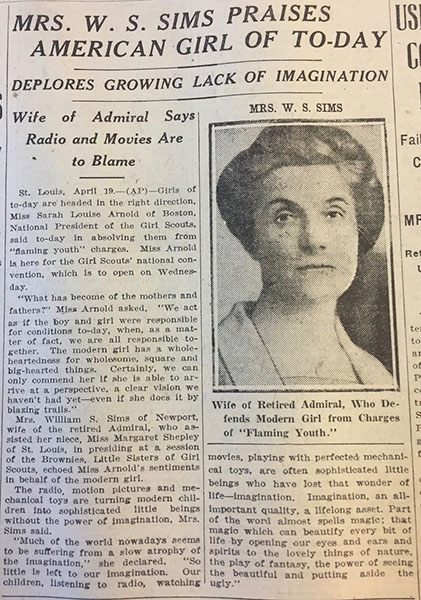 MRS. W. S. SIMS PRAISES
AMERICAN GIRL OF TO-DAY
DEPLORES GROWING LACK OF IMAGINATION
Wife of Admiral Says
Radio and Movies Are
to Blame
St. Louis, April 19.—(AP)—Girls of
to-day are headed in the right direction,
Miss Sarah Louise Arnold of Boston,
National President of the Girl Scouts,
said to-day in absolving them from
"flaming youth" charges. Miss Arnold
is here for the Girl Scouts' national con-
vention, which is to open on Wednes-
day.
"What has become of the mothers and
fathers?" Miss Arnold asked. "We act
as if the boy and girl were responsible
for conditions to-day, when, as a mat-
ter of fact, we are all responsible to-
gether. The modern girl has a whole-
heartedness for wholesome, square and
big-hearted things. Certainly, we can
only commend her if she is able to ar-
rive at a perspective, a clear vision we
haven't had yet—even if she does it by
blazing trails."
Mrs. William S. Sims of Newport,
wife of the retired Admiral, who as-
sisted her niece, Miss Margaret Shepley
of St. Louis, in presiding at a session
of the Brownies, Little Sisters of Girl
Scouts, echoed Miss Arnold's sentiments
in behalf of the modern girl.
The radio, motion pictures and me-
chanical toys are turning modern chil-
dren into sophisticated little beings
without the power of imagination, Mrs.
Sims said.
"Much of the world nowadays seems
to be suffering from a slow atrophy of
the imagination," she declared. "So
little is left to our imagination. Our
children, listening to radio, watching
MRS. W. S. SIMS
Wife of Retired Admiral, Who De-
fends Modern Girl from Charges
of "Flaming Youth."
movies, playing with perfected mechani-
cal toys, are often sophisticated little
beings who have lost that wonder of
life—imagination. Imagination, an all-
important quality, a lifelong asset. Part
of the word almost spells magic; that
magic which can beautify every bit of
life by opening our eyes and ears and
spirits to the lovely things of nature,
the play of fantasy, the power of seeing
the beautiful and putting aside the
ugly."